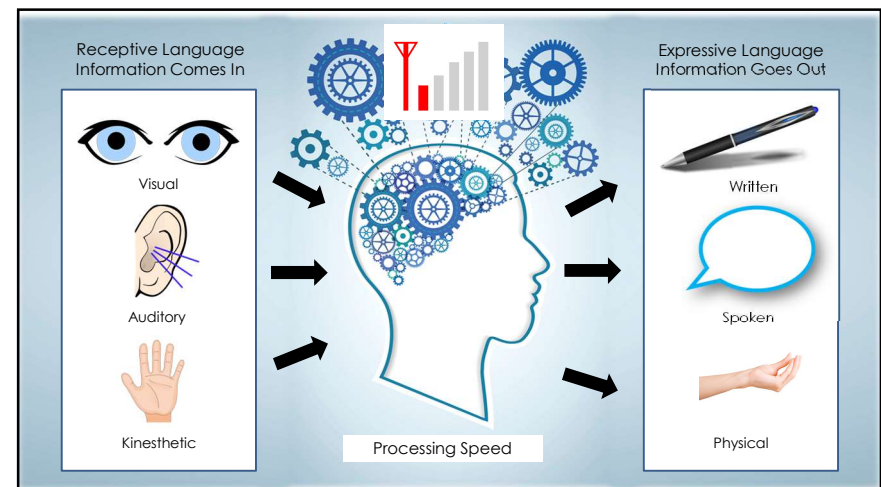 Receptive Language
Information Comes In
Visual
Auditory
Kinesthetic
Processing Speed
Expressive Language
Information Goes Out
Written
Spoken
Physical